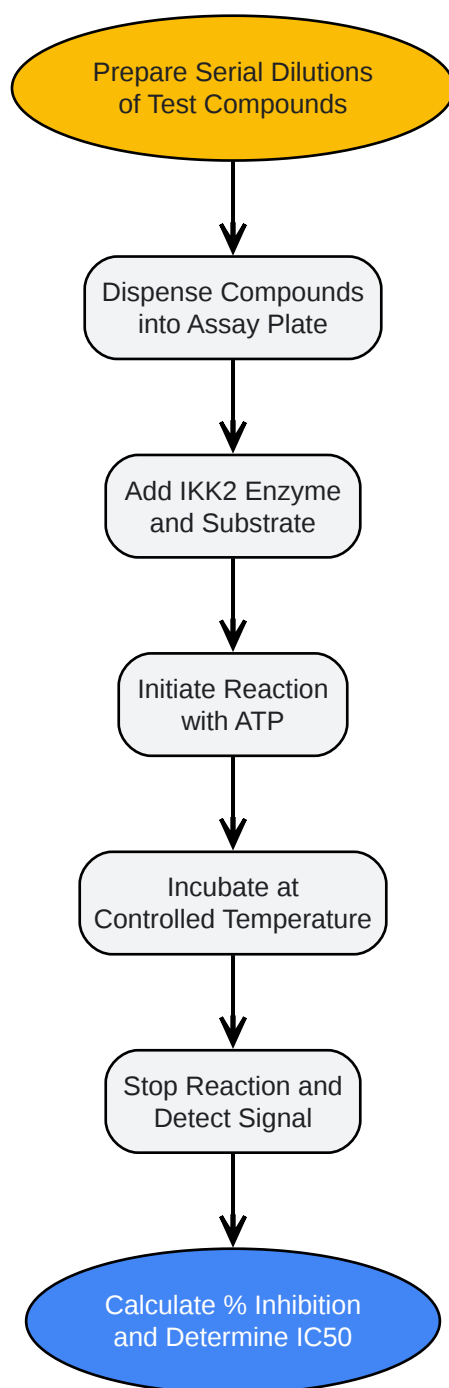 Prepare Serial Dilutions
of Test Compounds
Dispense Compounds
into Assay Plate
Add IKK2 Enzyme
and Substrate
Initiate Reaction
with ATP
Incubate at
Controlled Temperature
Stop Reaction and
Detect Signal
Calculate % Inhibition
and Determine IC50